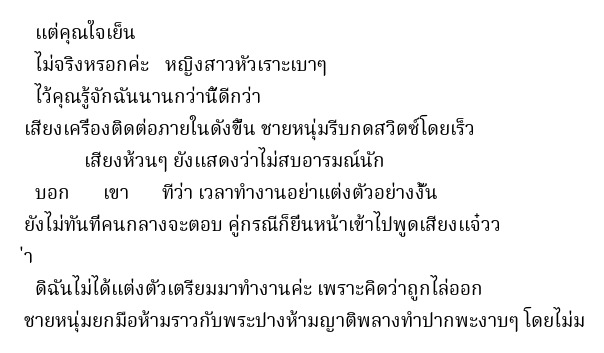 แต่คุณใจเย็น
ไม่จริงหรอกค่ะ หญิงสาวหัวเราะเบาๆ
ไว้คุณรู้จักฉันนานกว่านี้ดีกว่า
เสียงเครื่องติดต่อภายในดังขึ้น ชายหนุ่มรีบกดสวิตซ์โดยเร็ว
เสียงห้วนๆ ยังแสดงว่าไม่สบอารมณ์นัก
บอก เขา ทีว่า เวลาทำงานอย่าแต่งตัวอย่างงั้น
ยังไม่ทันที่คนกลางจะตอบ คู่กรณีก็ยื่นหน้าเข้าไปพูดเสียงแจ๋วว
่า
ดิฉันไม่ได้แต่งตัวเตรียมมาทำงานค่ะ เพราะคิดว่าถูกไล่ออก
ชายหนุ่มยกมือห้ามราวกับพระปางห้ามญาติพลางทำปากพะงาบๆ โดยไม่ม